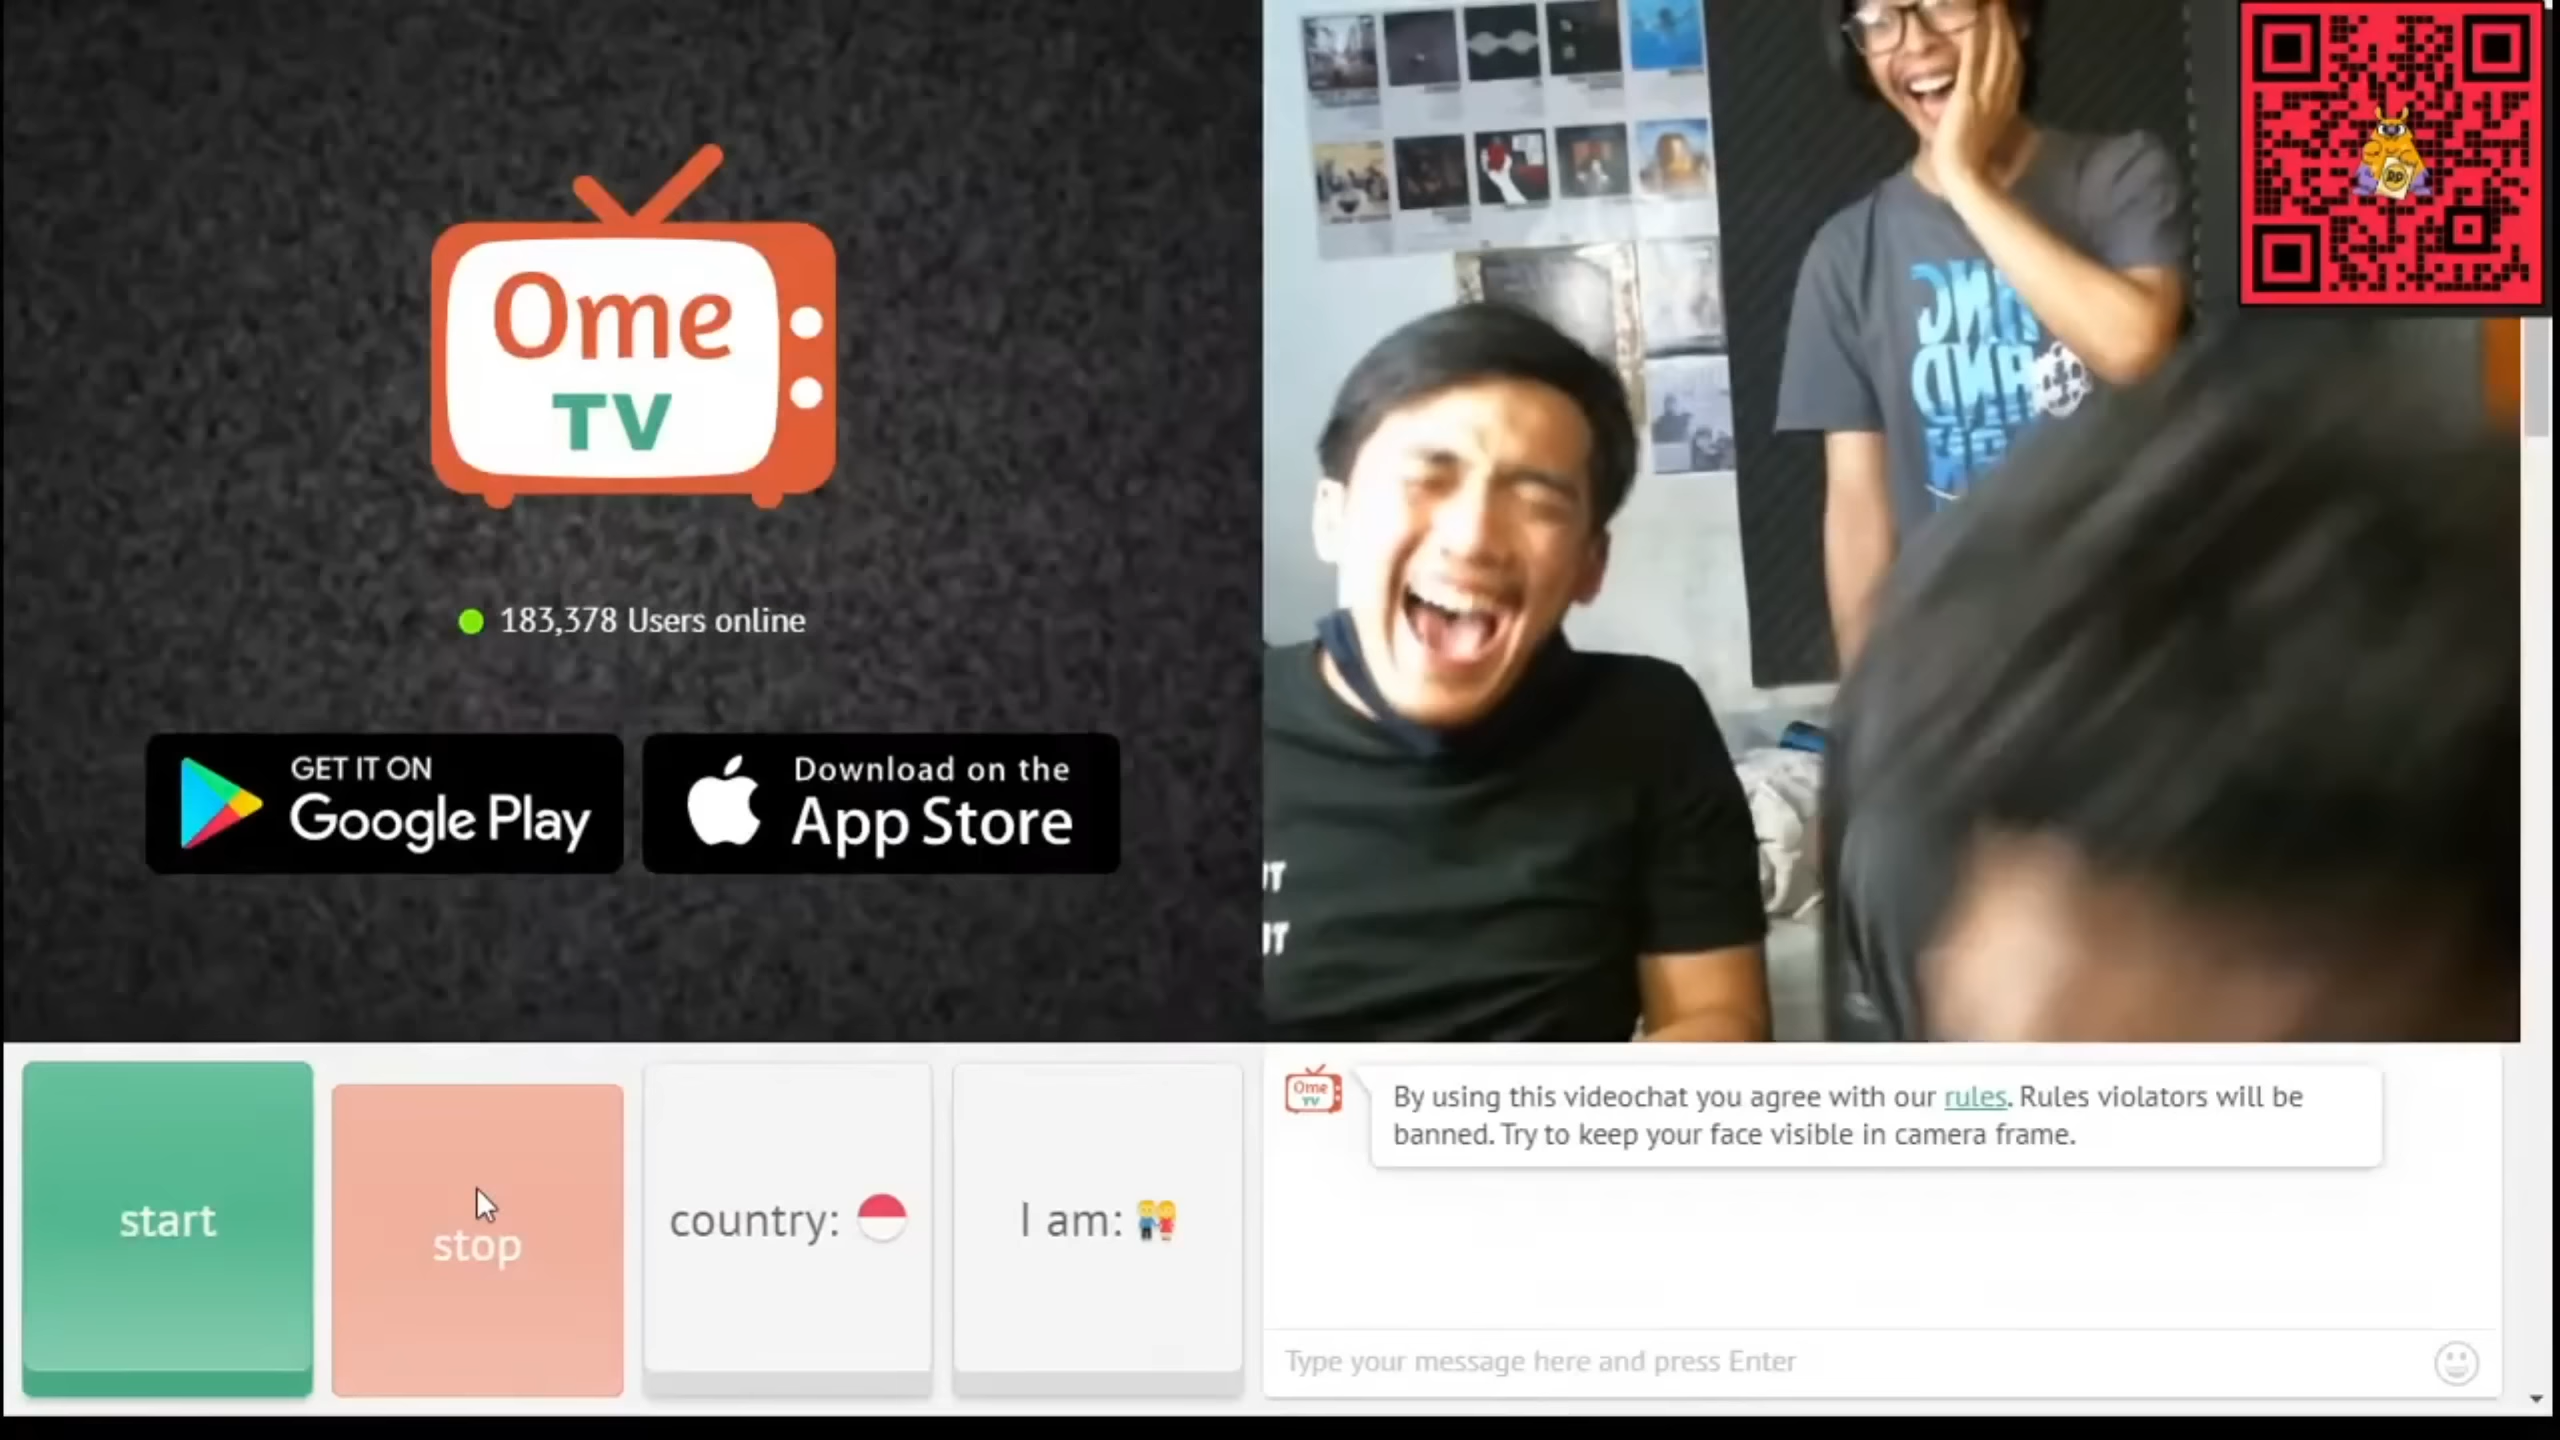 Ome
TV
183,378 Users online
GET IT ON
Google Play
Download on the
App Store
start
stop
country:
I am:
Ome
TV
By using this videochat you agree with our rules. Rules violators will be
banned. Try to keep your face visible in camera frame.
Type your message here and press Enter